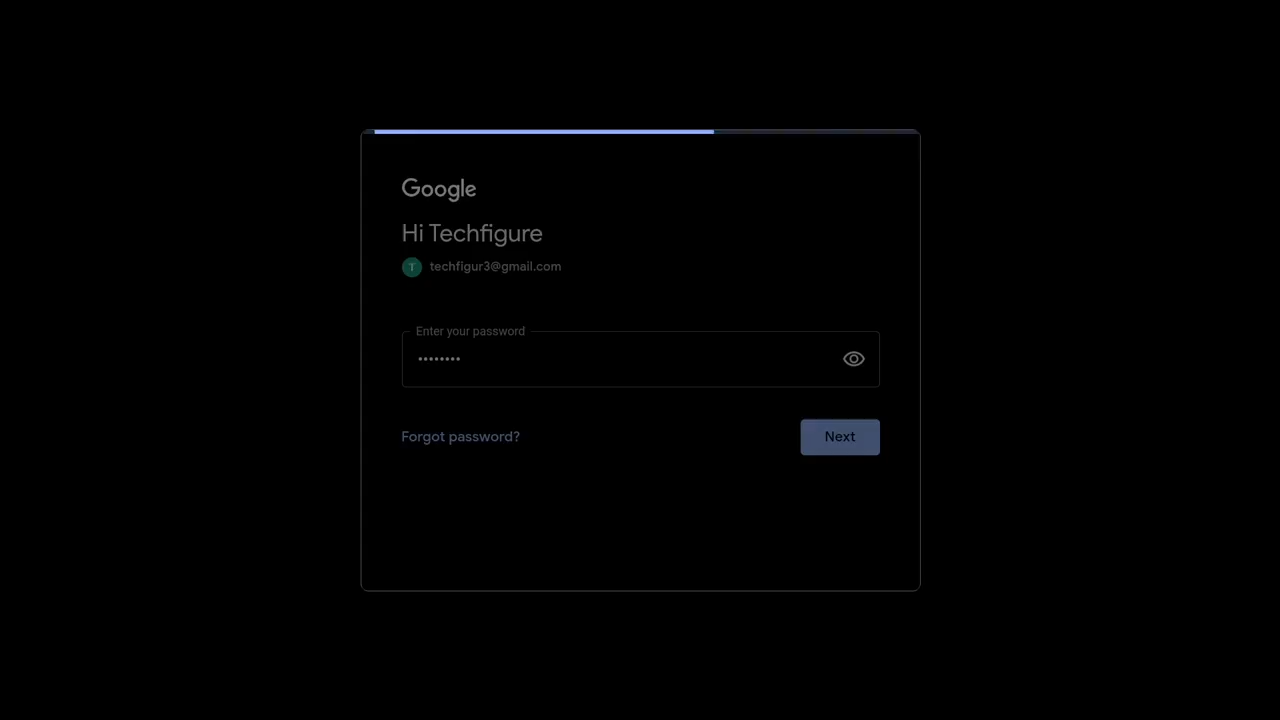 Google
Hi Techfigure
T techfigur3@gmail.com
Enter your password
••••••••
Forgot password?
Next